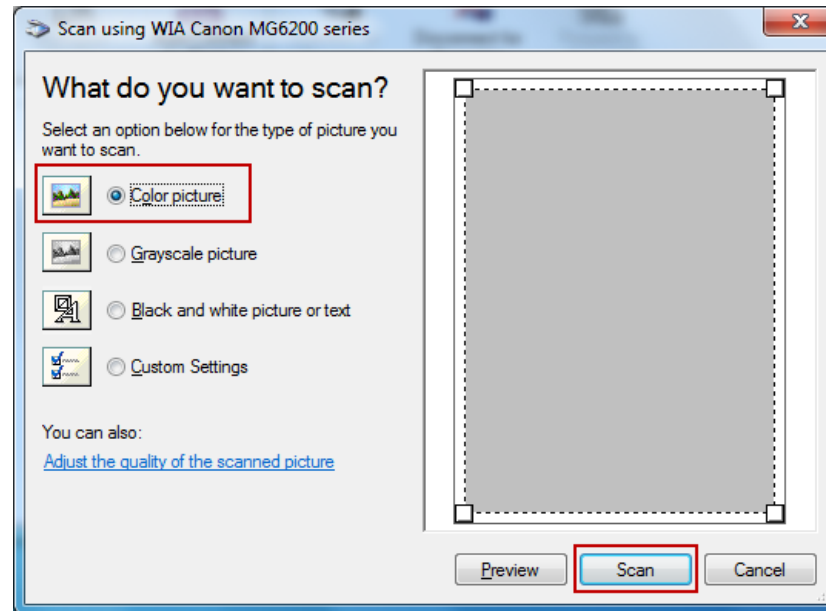 Scan using WIA Canon MG6200 series
What do you want to scan?
Select an option below for the type of picture you
want to scan.
Color picture
Grayscale picture
Black and white picture or text
Custom Settings
You can also:
Adjust the quality of the scanned picture
Preview
Scan
Cancel